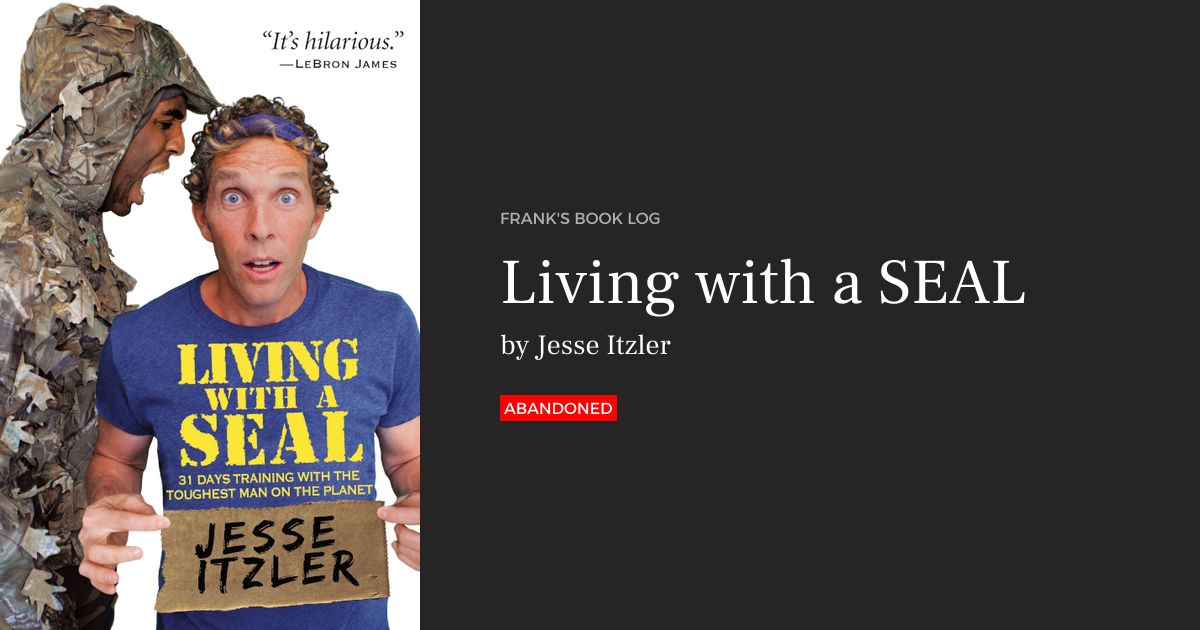 “It’s hilarious.”
—LeBron James
LIVING
WITH A
SEAL
31 DAYS TRAINING WITH THE
TOUGHEST MAN ON THE PLANET
JESSE
ITZLER
FRANK'S BOOK LOG
Living with a SEAL
by Jesse Itzler
ABANDONED